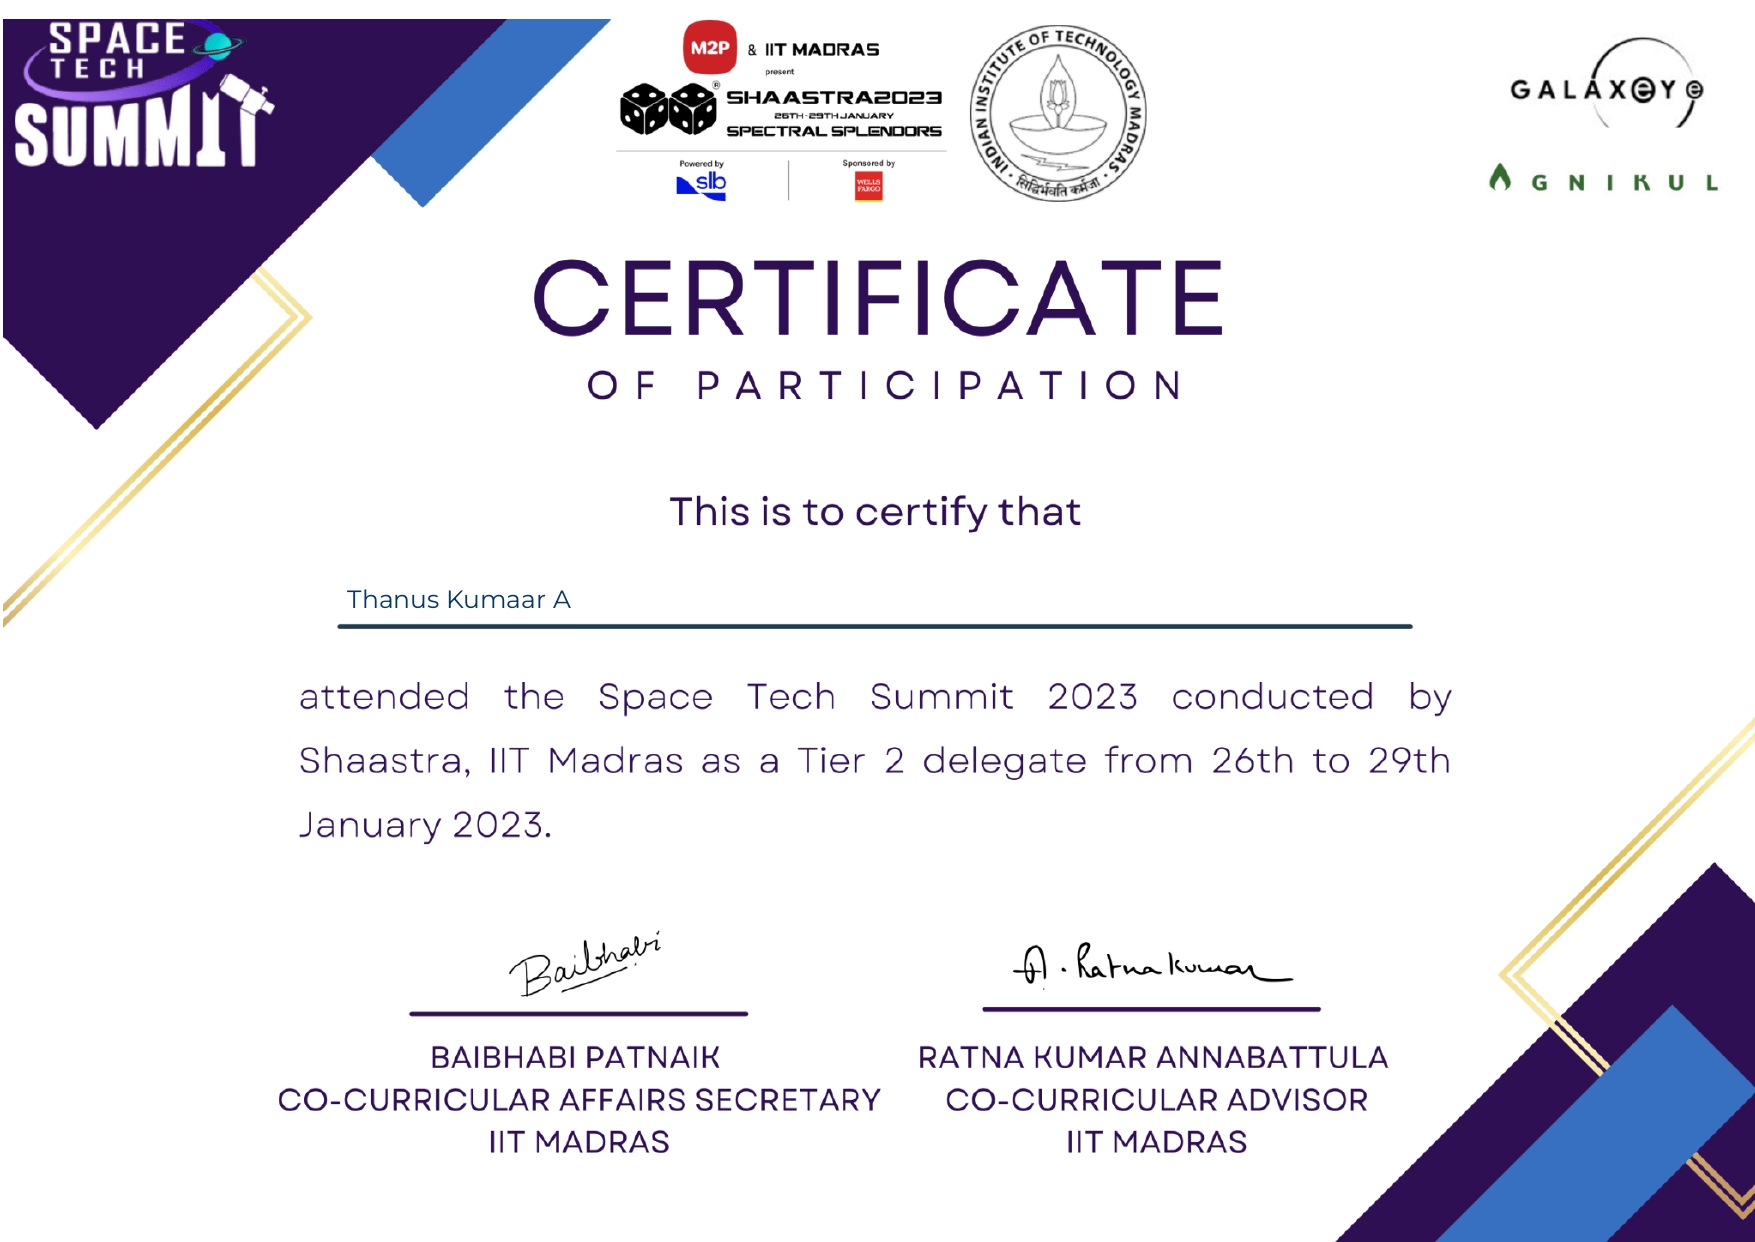 SPACE
TECH
SUMMIT
M2P & IIT MADRAS
present
SHAASTRA2023
26TH-29TH JANUARY
SPECTRAL SPLENDORS
Powered by
slb
Sponsored by
WELLS
FARGO
INDIAN INSTITUTE OF TECHNOLOGY MADRAS
सिद्धिर्भवति कर्मजा
GALAXEYE
AGNIKUL
CERTIFICATE
OF PARTICIPATION
This is to certify that
Thanus Kumaar A
attended the Space Tech Summit 2023 conducted by
Shaastra, IIT Madras as a Tier 2 delegate from 26th to 29th
January 2023.
Baibhabi
A. Ratna kumar
BAIBHABI PATNAIK
CO-CURRICULAR AFFAIRS SECRETARY
IIT MADRAS
RATNA KUMAR ANNABATTULA
CO-CURRICULAR ADVISOR
IIT MADRAS